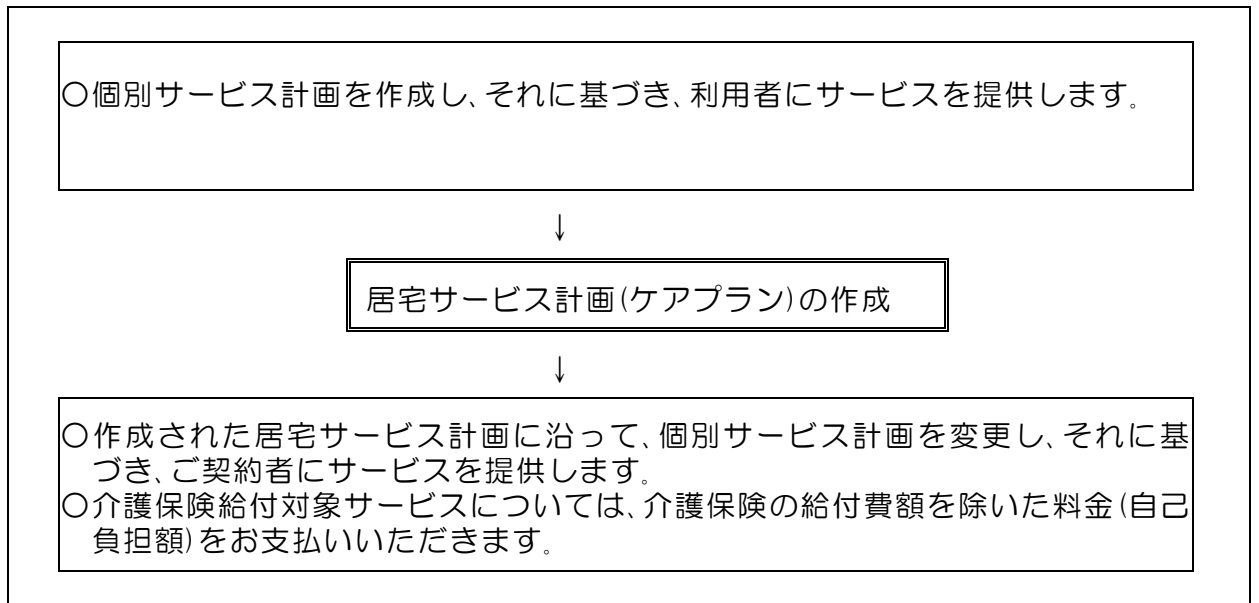 〇個別サービス計画を作成し、それに基づき、利用者にサービスを提供します。
↓
居宅サービス計画(ケアプラン)の作成
↓
〇作成された居宅サービス計画に沿って、個別サービス計画を変更し、それに基
づき、ご契約者にサービスを提供します。
〇介護保険給付対象サービスについては、介護保険の給付費額を除いた料金(自己
負担額)をお支払いいただきます。